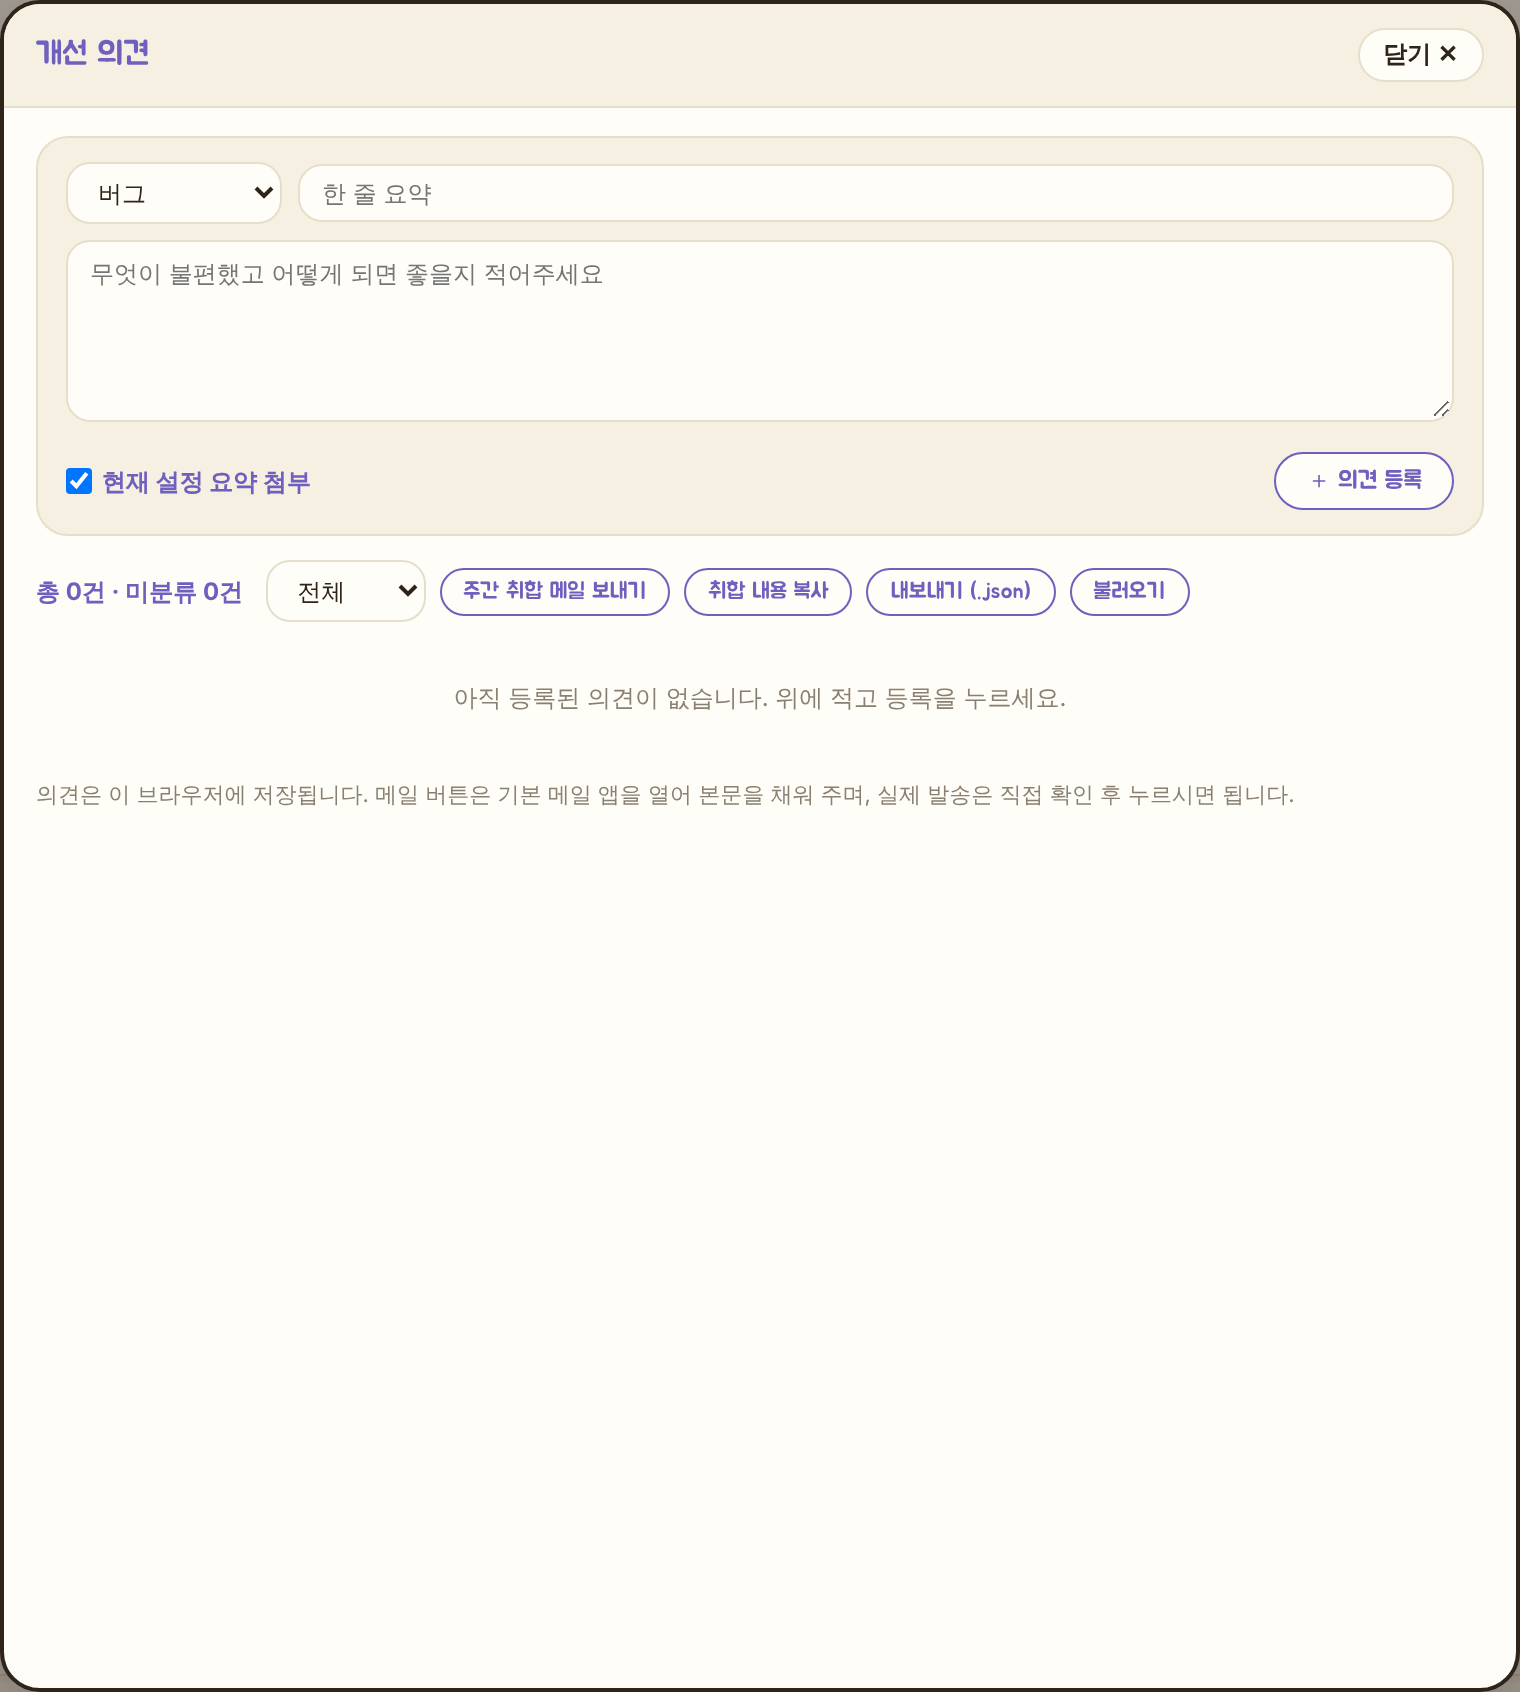 개선 의견
닫기 ✕
버그
한 줄 요약
무엇이 불편했고 어떻게 되면 좋을지 적어주세요
현재 설정 요약 첨부
+ 의견 등록
총 0건 · 미분류 0건
전체
주간 취합 메일 보내기
취합 내용 복사
내보내기 (.json)
불러오기
아직 등록된 의견이 없습니다. 위에 적고 등록을 누르세요.
의견은 이 브라우저에 저장됩니다. 메일 버튼은 기본 메일 앱을 열어 본문을 채워 주며, 실제 발송은 직접 확인 후 누르시면 됩니다.